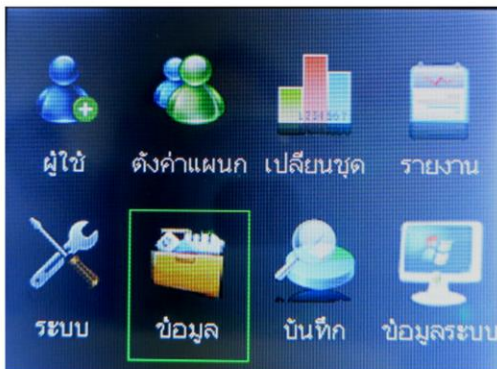 ผู้ใช้ ตั้งค่าแผนก เปลี่ยนชุด รายงาน
ระบบ ข้อมูล บันทึก ข้อมูลระบบ